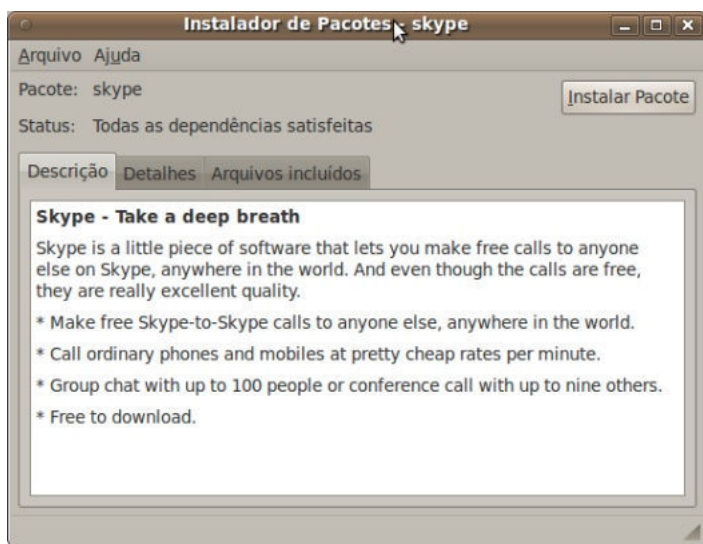 Instalador de Pacotes - skype
Arquivo Ajuda
Pacote: skype
Instalar Pacote
Status: Todas as dependências satisfeitas
Descrição Detalhes Arquivos incluídos
Skype - Take a deep breath
Skype is a little piece of software that lets you make free calls to anyone
else on Skype, anywhere in the world. And even though the calls are free,
they are really excellent quality.
* Make free Skype-to-Skype calls to anyone else, anywhere in the world.
* Call ordinary phones and mobiles at pretty cheap rates per minute.
* Group chat with up to 100 people or conference call with up to nine others.
* Free to download.